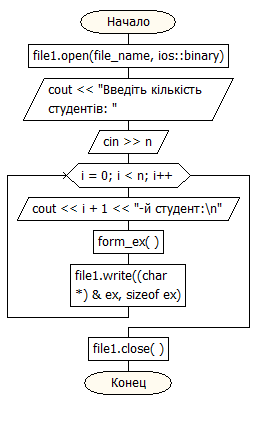 Начало
file1.open(file_name, ios::binary)
cout << "Введіть кількість
студентів: "
cin >> n
i = 0; i < n; i++
cout << i + 1 << "-й студент:\n"
form_ex( )
file1.write((char
*) & ex, sizeof ex)
file1.close( )
Конец